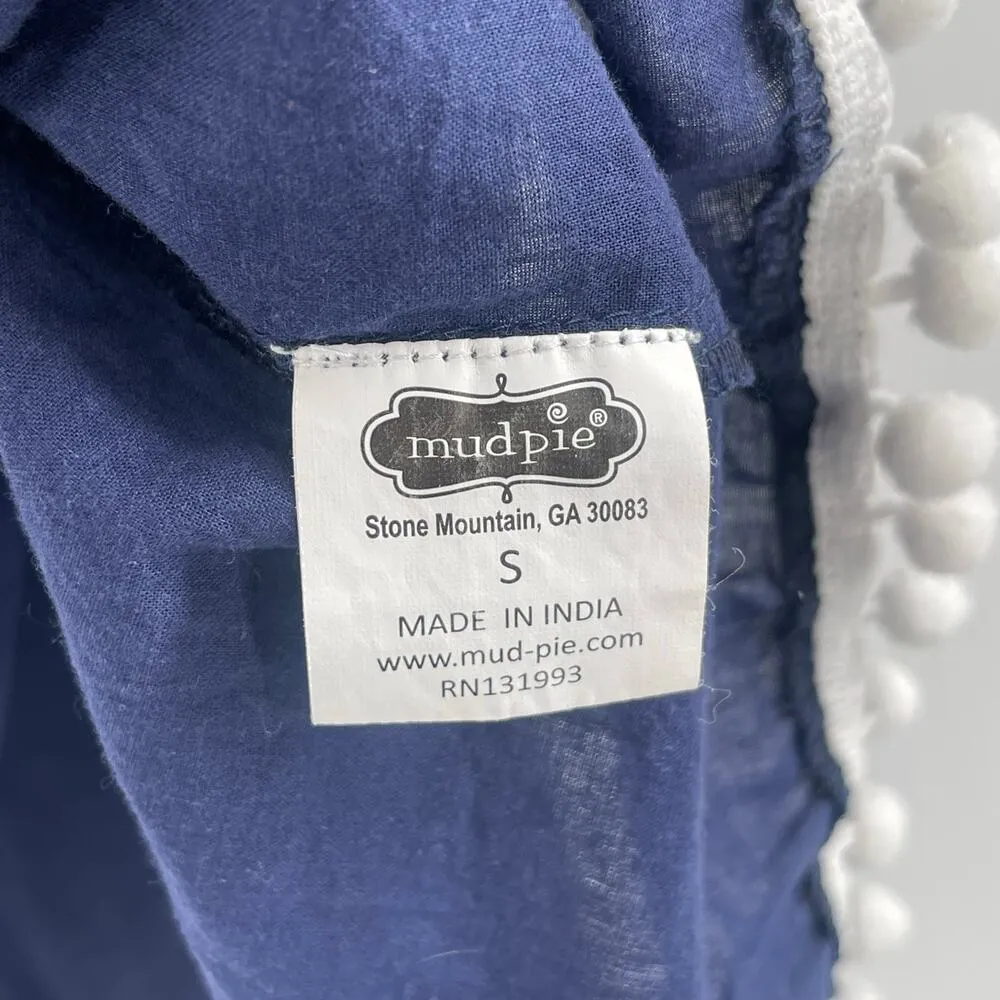 mudpie®
Stone Mountain, GA 30083
S
MADE IN INDIA
www.mud-pie.com
RN131993